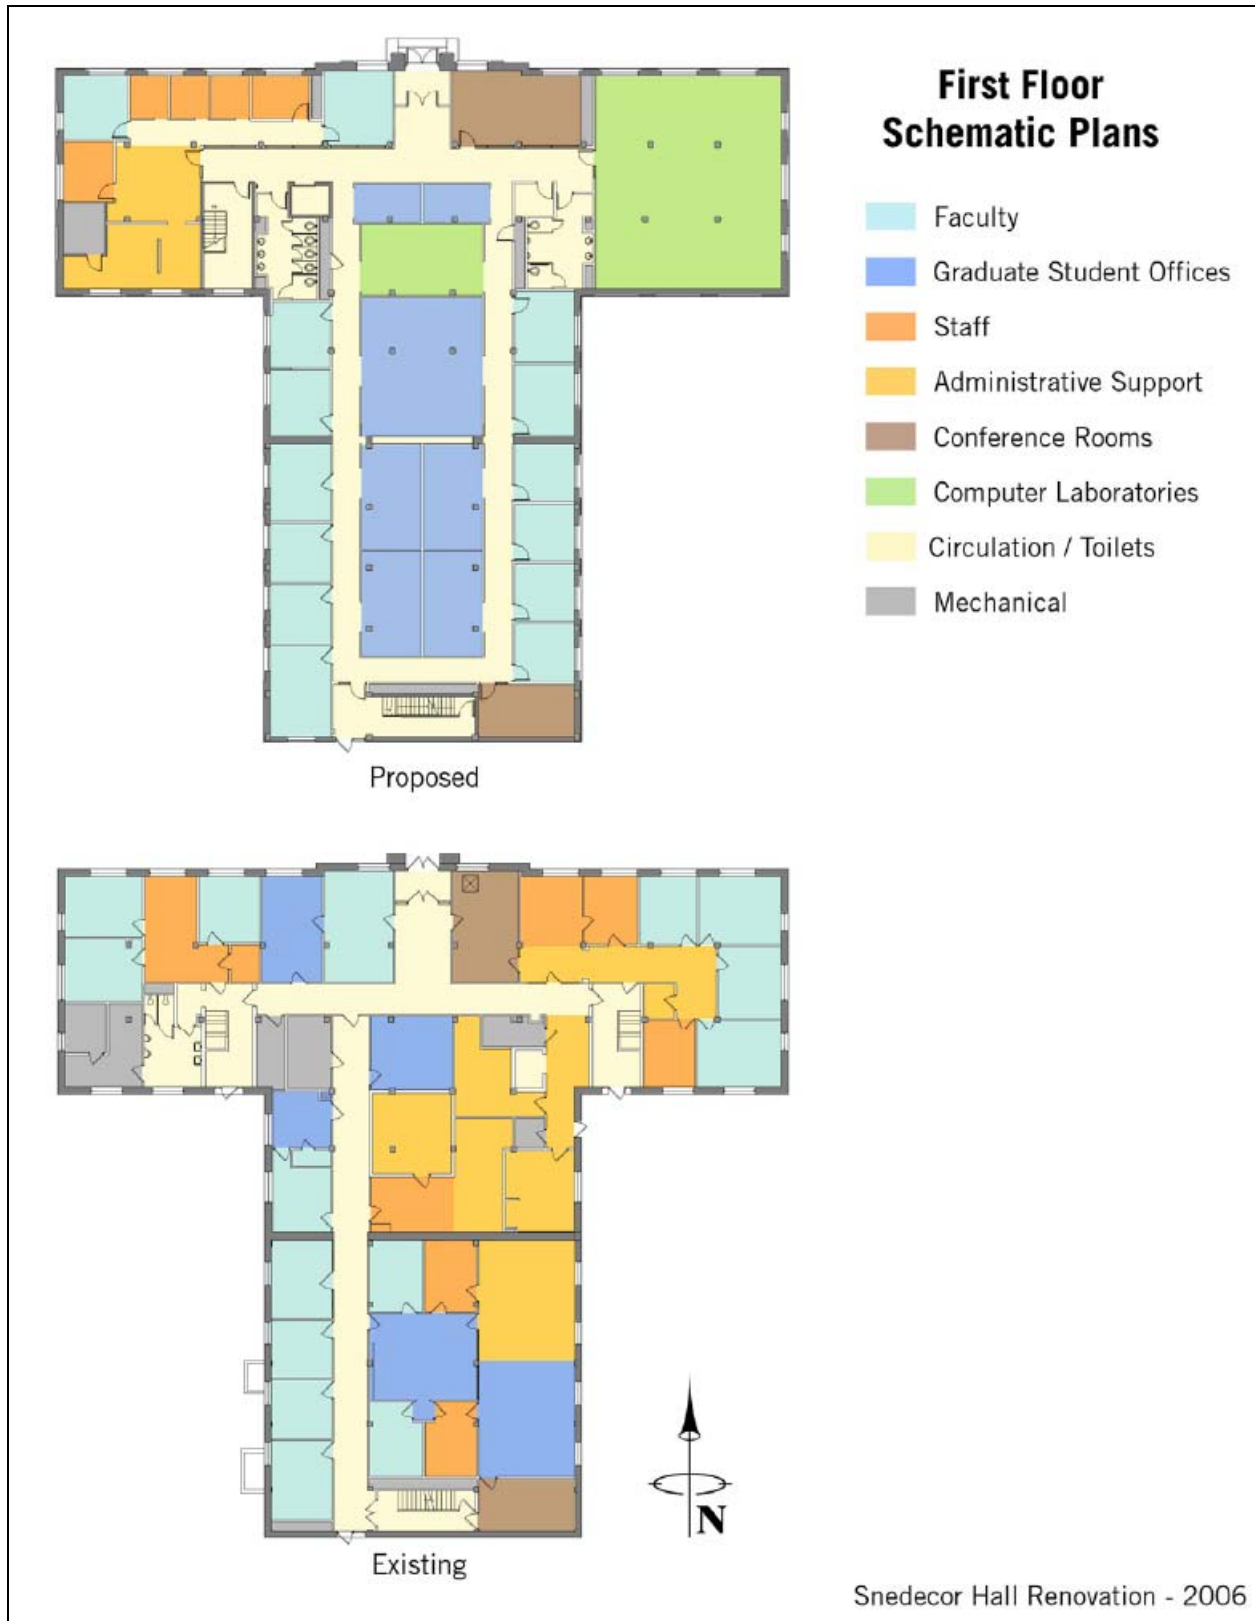 First Floor
Schematic Plans
Faculty
Graduate Student Offices
Staff
Administrative Support
Conference Rooms
Computer Laboratories
Circulation / Toilets
Mechanical
Proposed
N
Existing
Snedecor Hall Renovation - 2006